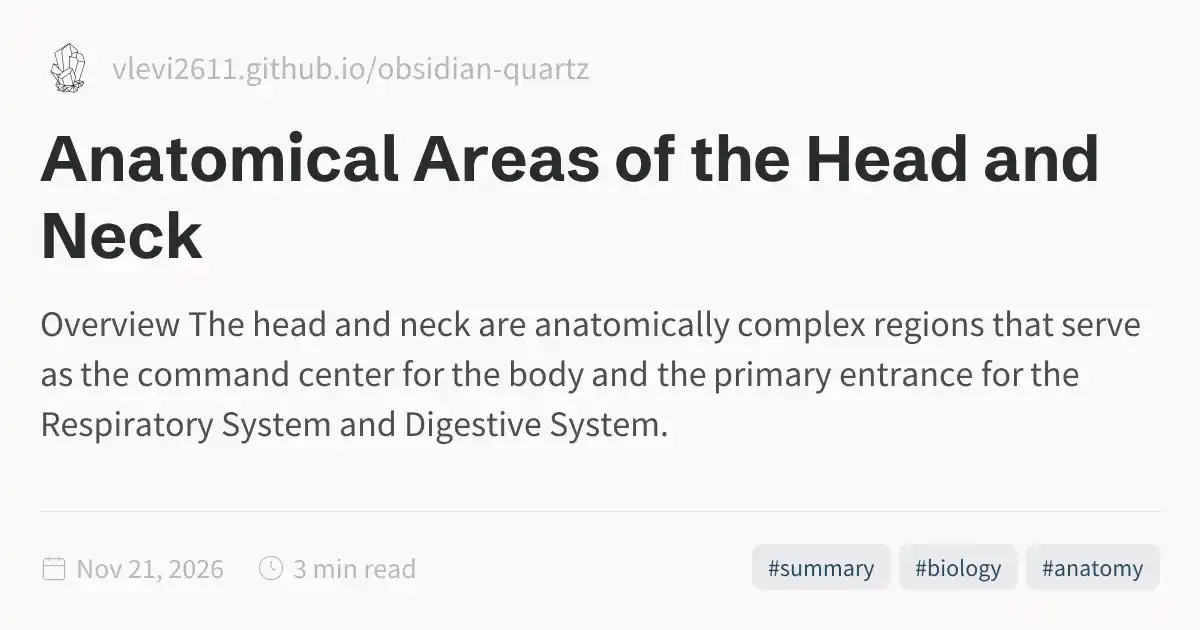 vlevi2611.github.io/obsidian-quartz
Anatomical Areas of the Head and
Neck
Overview The head and neck are anatomically complex regions that serve
as the command center for the body and the primary entrance for the
Respiratory System and Digestive System.
Nov 21, 2026 3 min read #summary #biology #anatomy